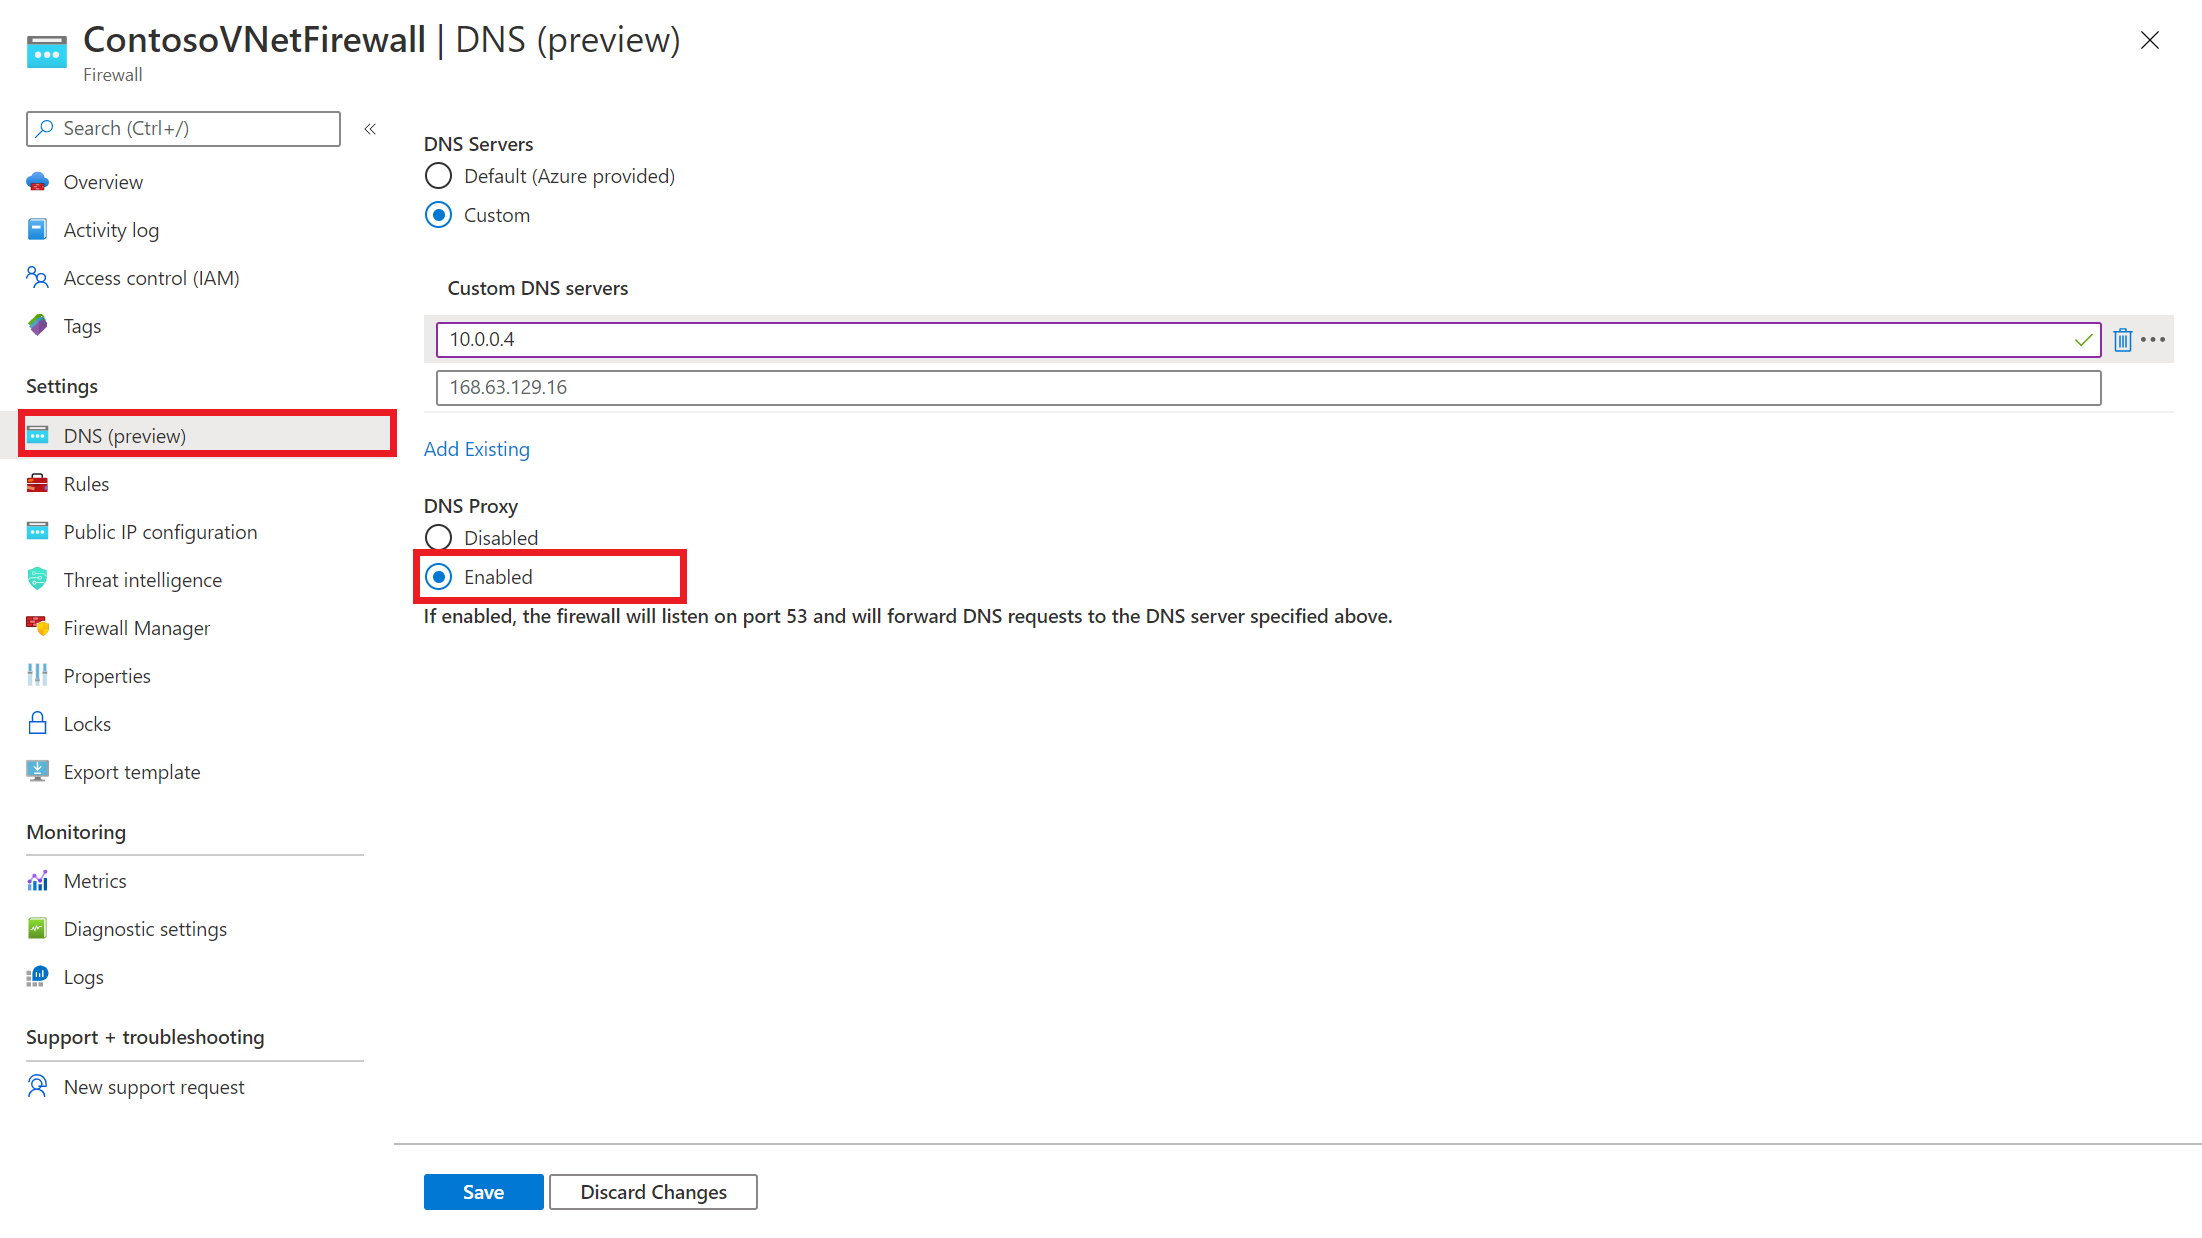 ContosoVNetFirewall | DNS (preview)
Firewall
Search (Ctrl+/)
«
Overview
Activity log
Access control (IAM)
Tags
Settings
DNS (preview)
Rules
Public IP configuration
Threat intelligence
Firewall Manager
Properties
Locks
Export template
Monitoring
Metrics
Diagnostic settings
Logs
Support + troubleshooting
New support request
DNS Servers
Default (Azure provided)
Custom
Custom DNS servers
10.0.0.4
168.63.129.16
Add Existing
DNS Proxy
Disabled
Enabled
If enabled, the firewall will listen on port 53 and will forward DNS requests to the DNS server specified above.
Save
Discard Changes